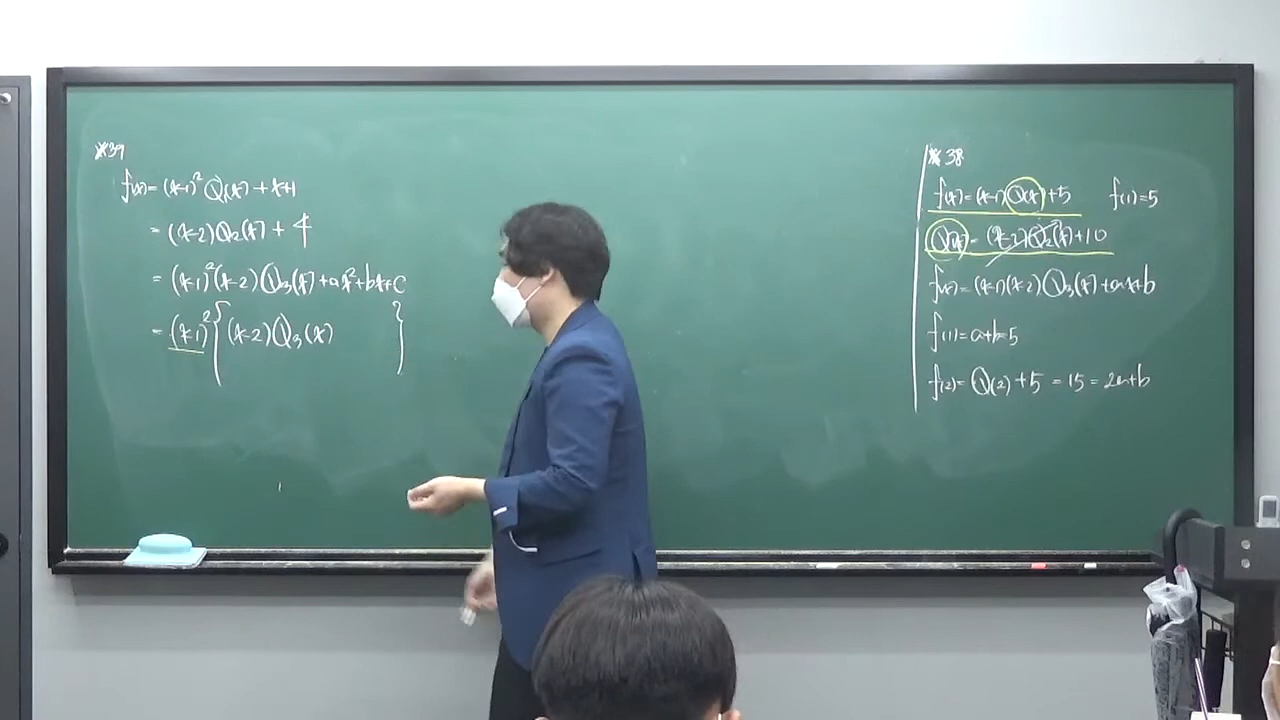 ※39
f(x)=(x-1)²Q(x)+x+1
=(x-2)Q₂(x)+4
=(x-1)²(x-2)Q₃(x)+ax²+bx+c
=(x-1)²{(x-2)Q₃(x) }
※38
f(x)=(x-1)Q(x)+5 f(1)=5
Q(x)=(x-2)Q₂(x)+10
f(x)=(x-1)(x-2)Q₃(x)+ax+b
f(1)=a+b=5
f(2)=Q(2)+5=15=2a+b